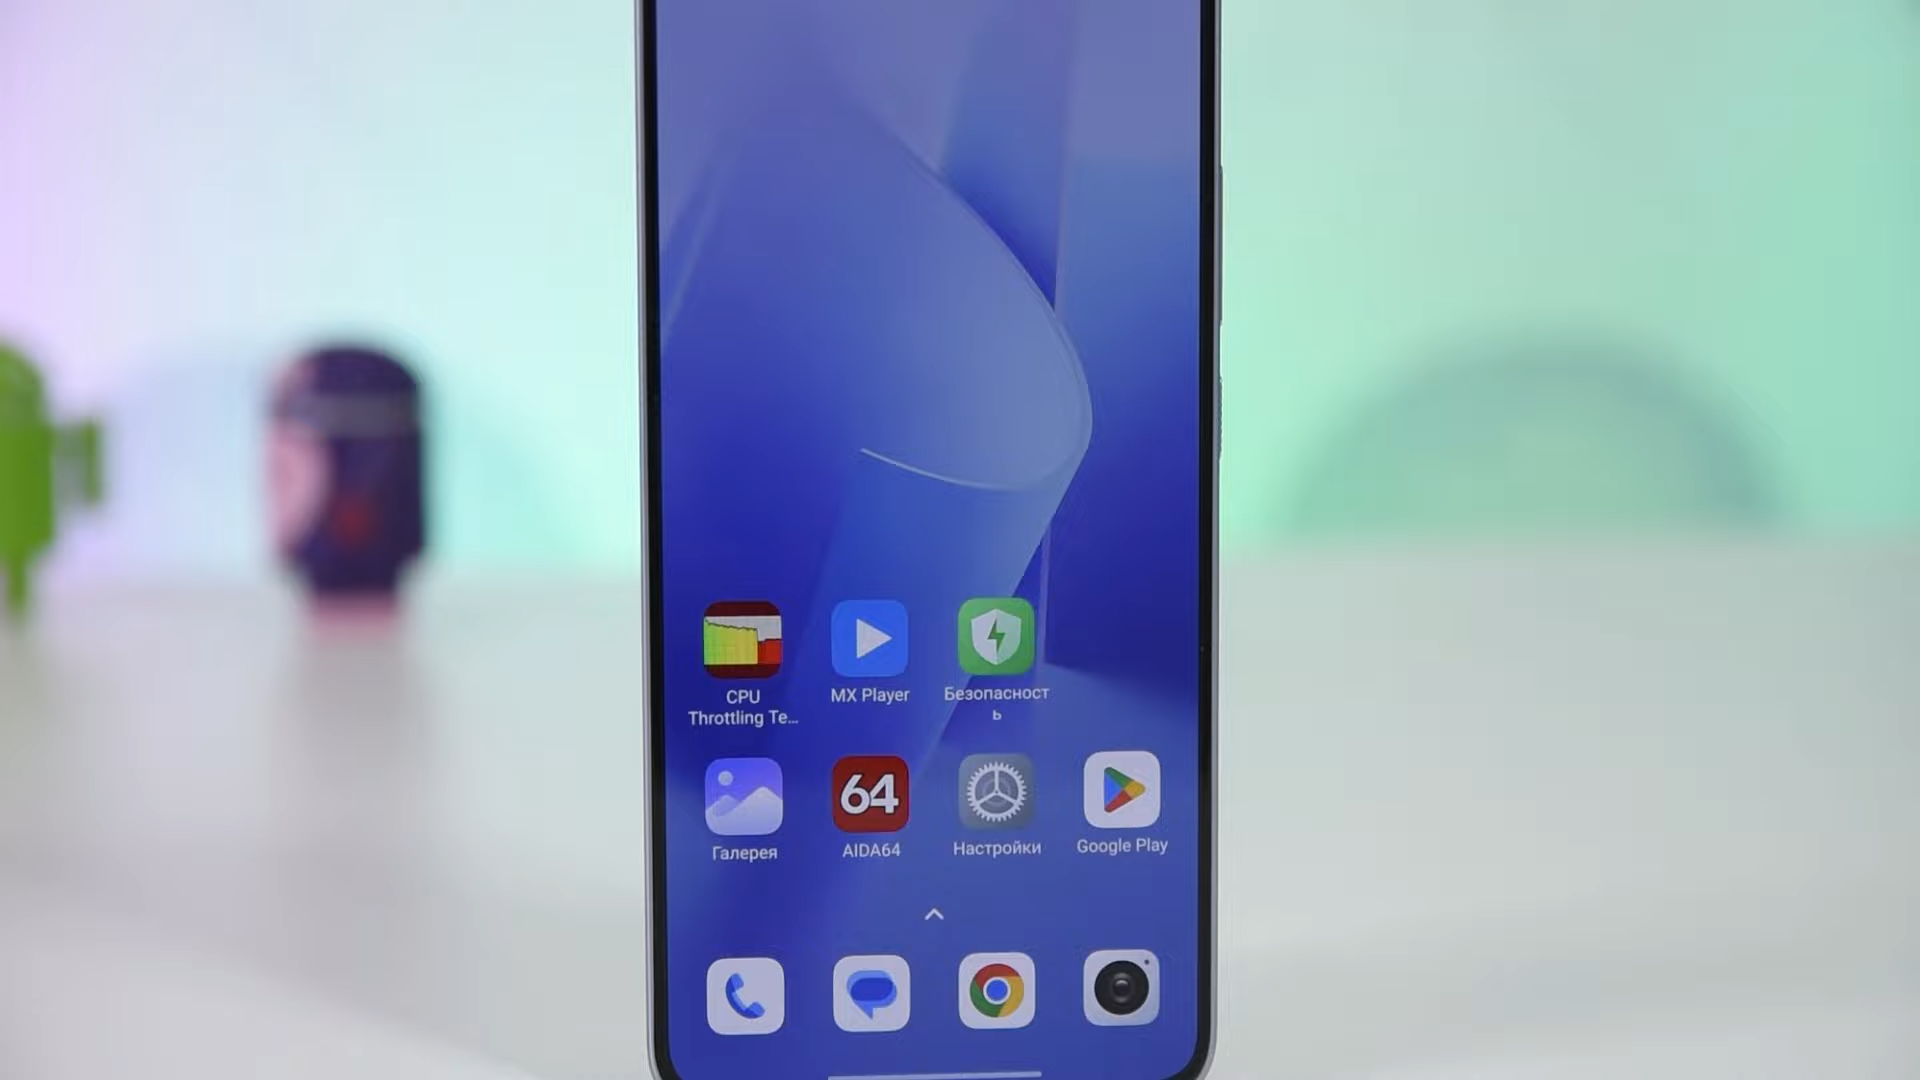 CPU
Throttling Te...
MX Player
Безопасност
ь
Галерея
64
AIDA64
Настройки
Google Play